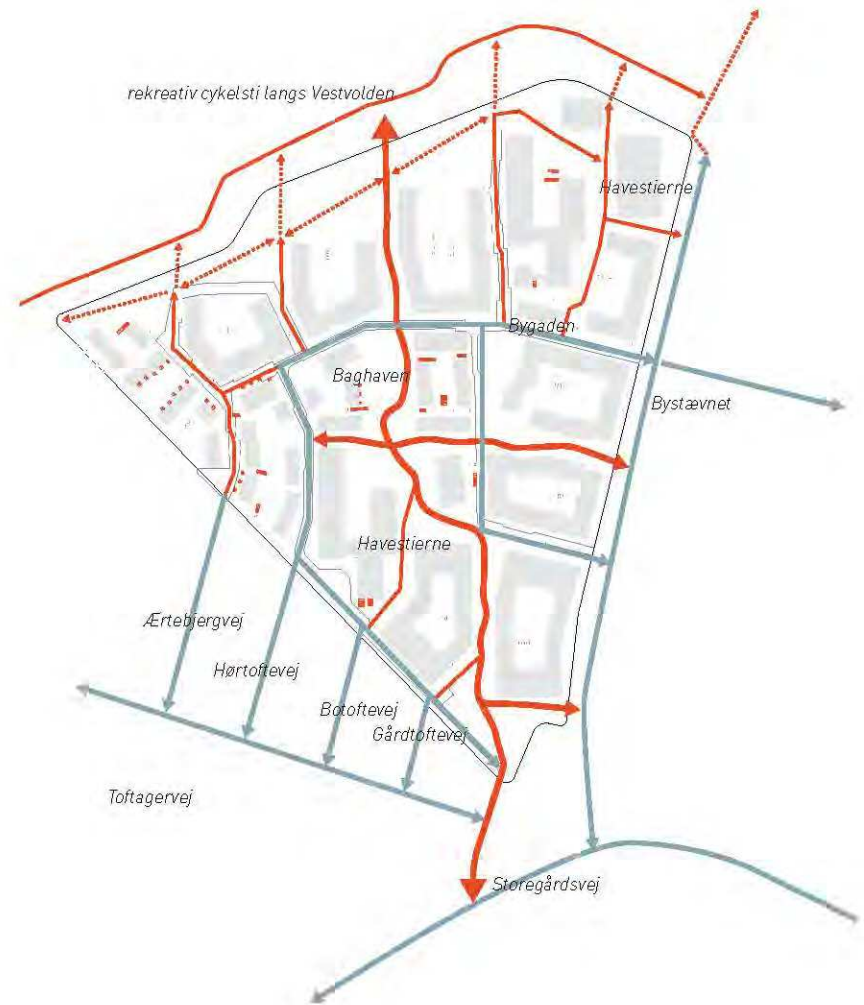 rekreativ cykelsti langs Vestvolden
Havestierne
Bygaden
Baghaven
Bystævnet
Havestierne
Ærtebjergvej
Hørtoftevej
Botoftevej
Gårdtoftevej
Toftagervej
Storegårdsvej